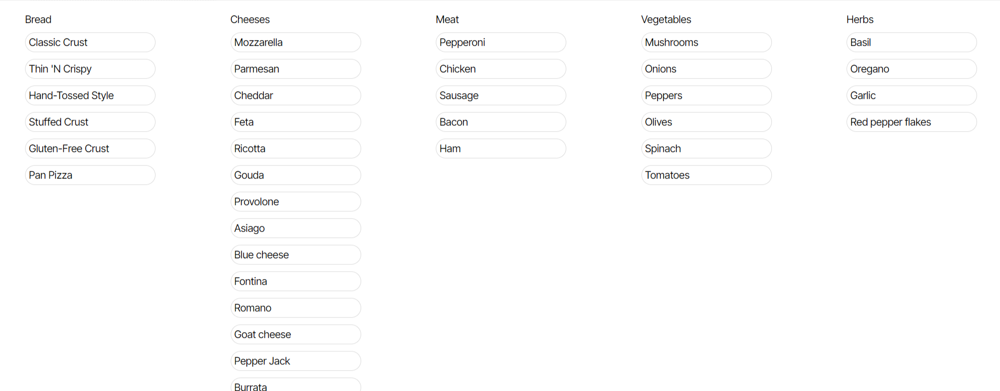 Bread
Classic Crust
Thin 'N Crispy
Hand-Tossed Style
Stuffed Crust
Gluten-Free Crust
Pan Pizza
Cheeses
Mozzarella
Parmesan
Cheddar
Feta
Ricotta
Gouda
Provolone
Asiago
Blue cheese
Fontina
Romano
Goat cheese
Pepper Jack
Burrata
Meat
Pepperoni
Chicken
Sausage
Bacon
Ham
Vegetables
Mushrooms
Onions
Peppers
Olives
Spinach
Tomatoes
Herbs
Basil
Oregano
Garlic
Red pepper flakes